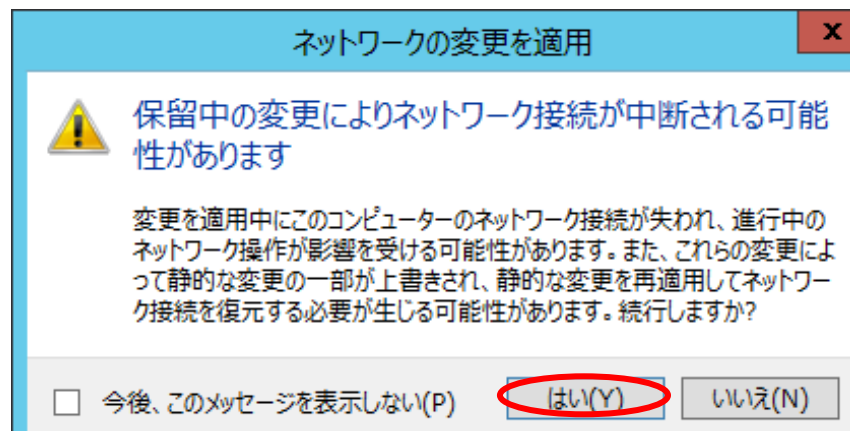 ネットワークの変更を適用
x
保留中の変更によりネットワーク接続が中断される可能
性があります
変更を適用中にこのコンピューターのネットワーク接続が失われ、進行中の
ネットワーク操作が影響を受ける可能性があります。また、これらの変更によ
って静的な変更の一部が上書きされ、静的な変更を再適用してネットワー
ク接続を復元する必要が生じる可能性があります。続行しますか?
今後、このメッセージを表示しない(P)
はい(Y)
いいえ(N)